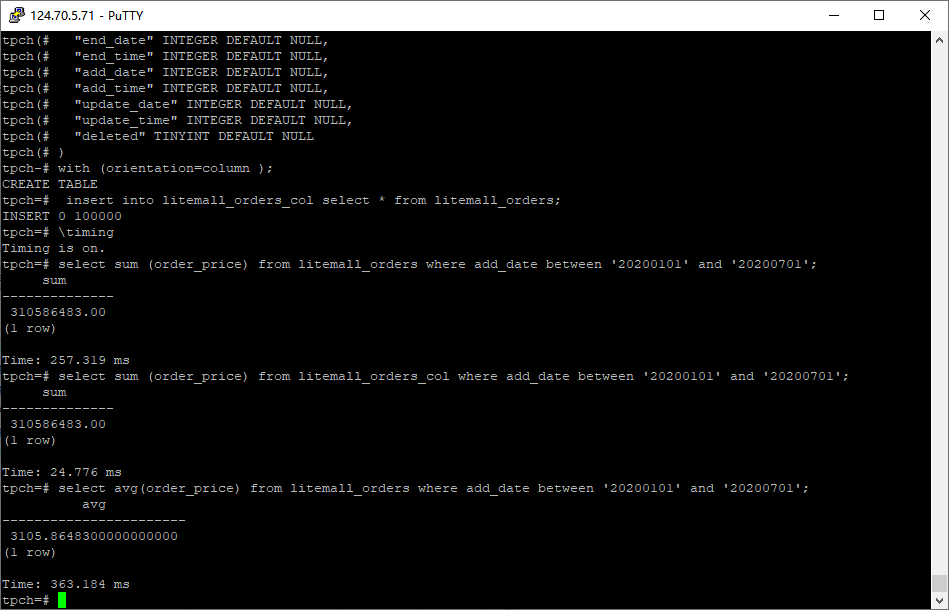 124.70.5.71 - PuTTY
tpch(#   "end_date" INTEGER DEFAULT NULL,
tpch(#   "end_time" INTEGER DEFAULT NULL,
tpch(#   "add_date" INTEGER DEFAULT NULL,
tpch(#   "add_time" INTEGER DEFAULT NULL,
tpch(#   "update_date" INTEGER DEFAULT NULL,
tpch(#   "update_time" INTEGER DEFAULT NULL,
tpch(#   "deleted" TINYINT DEFAULT NULL
tpch(# )
tpch-# with (orientation=column );
CREATE TABLE
tpch=#  insert into litemall_orders_col select * from litemall_orders;
INSERT 0 100000
tpch=# \timing
Timing is on.
tpch=# select sum (order_price) from litemall_orders where add_date between '20200101' and '20200701';
     sum
--------------
 310586483.00
(1 row)

Time: 257.319 ms
tpch=# select sum (order_price) from litemall_orders_col where add_date between '20200101' and '20200701';
     sum
--------------
 310586483.00
(1 row)

Time: 24.776 ms
tpch=# select avg(order_price) from litemall_orders where add_date between '20200101' and '20200701';
          avg
-----------------------
 3105.8648300000000000
(1 row)

Time: 363.184 ms
tpch=#